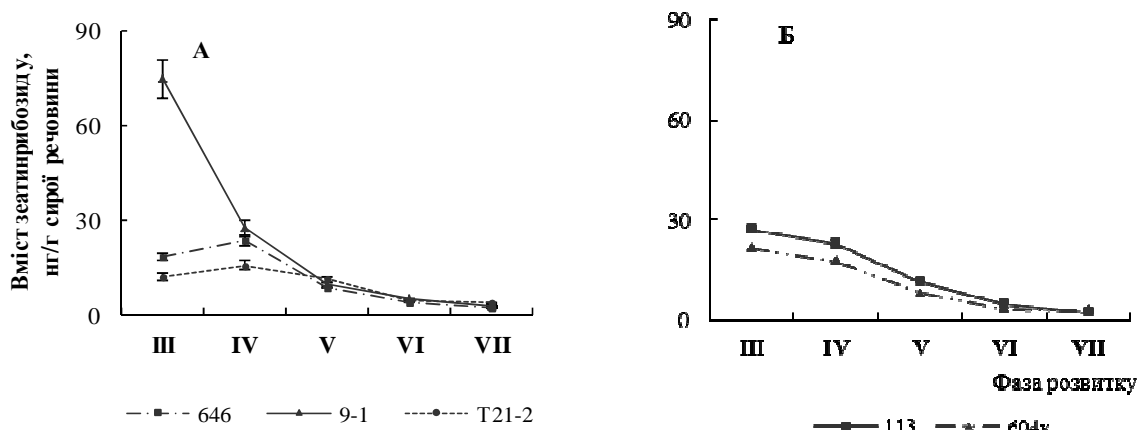 Вміст зеатинрибозиду,
нг/г сирої речовини
90
60
30
0
А
III IV V VI VII
646 9-1 Т21-2
90
60
30
0
Б
III IV V VI VII
Фаза розвитку
113